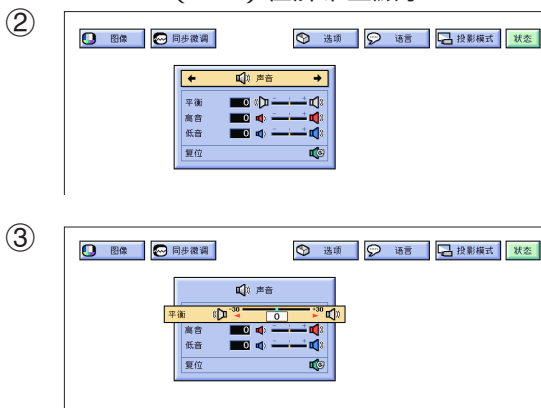 ②
图像 同步微调 选项 语言 投影模式 状态
声音
平衡 0 - +
高音 0 - +
低音 0 - +
复位
③
图像 同步微调 选项 语言 投影模式 状态
声音
平衡 -30 0 +30
高音 0 - +
低音 0 - +
复位